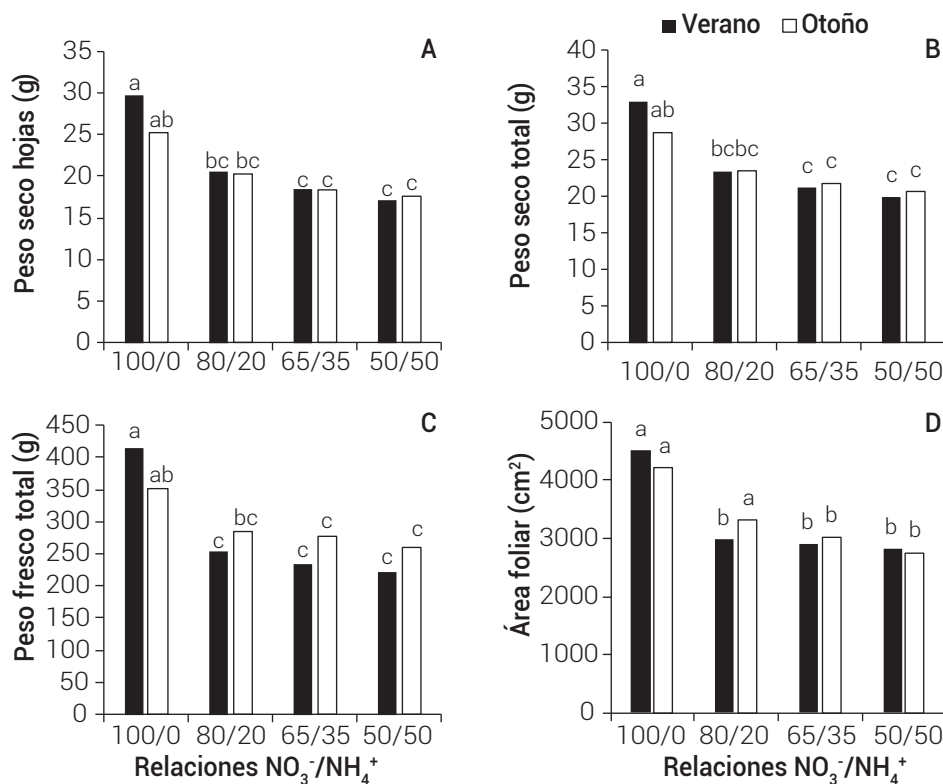 ■ Verano □ Otoño
A
Peso seco hojas (g)
35
30
25
20
15
10
5
0
a
ab
bc bc
c c
c c
100/0 80/20 65/35 50/50
B
Peso seco total (g)
40
35
30
25
20
15
10
5
0
a
ab
bcbc
c c
c c
100/0 80/20 65/35 50/50
C
Peso fresco total (g)
450
400
350
300
250
200
150
100
50
0
a
ab
c bc
c c
c c
100/0 80/20 65/35 50/50
Relaciones NO₃⁻/NH₄⁺
D
Área foliar (cm²)
5000
4000
3000
2000
1000
0
a a
b a
b b
b b
100/0 80/20 65/35 50/50
Relaciones NO₃⁻/NH₄⁺